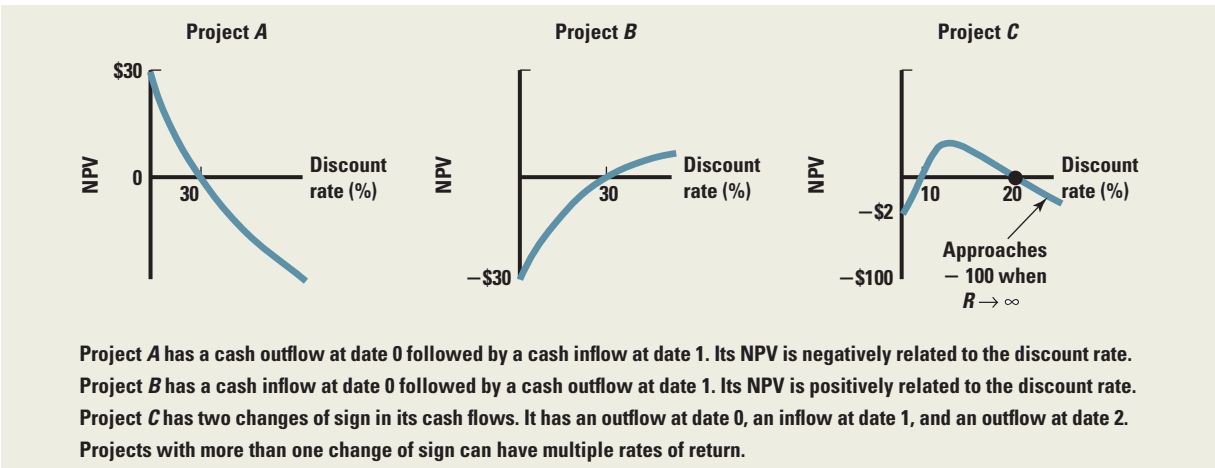 Project A
$30
0
NPV
30
Discount
rate (%)
Project B
NPV
30
Discount
rate (%)
−$30
Project C
NPV
10
20
Discount
rate (%)
−$2
−$100
Approaches
− 100 when
R → ∞
Project A has a cash outflow at date 0 followed by a cash inflow at date 1. Its NPV is negatively related to the discount rate.
Project B has a cash inflow at date 0 followed by a cash outflow at date 1. Its NPV is positively related to the discount rate.
Project C has two changes of sign in its cash flows. It has an outflow at date 0, an inflow at date 1, and an outflow at date 2.
Projects with more than one change of sign can have multiple rates of return.